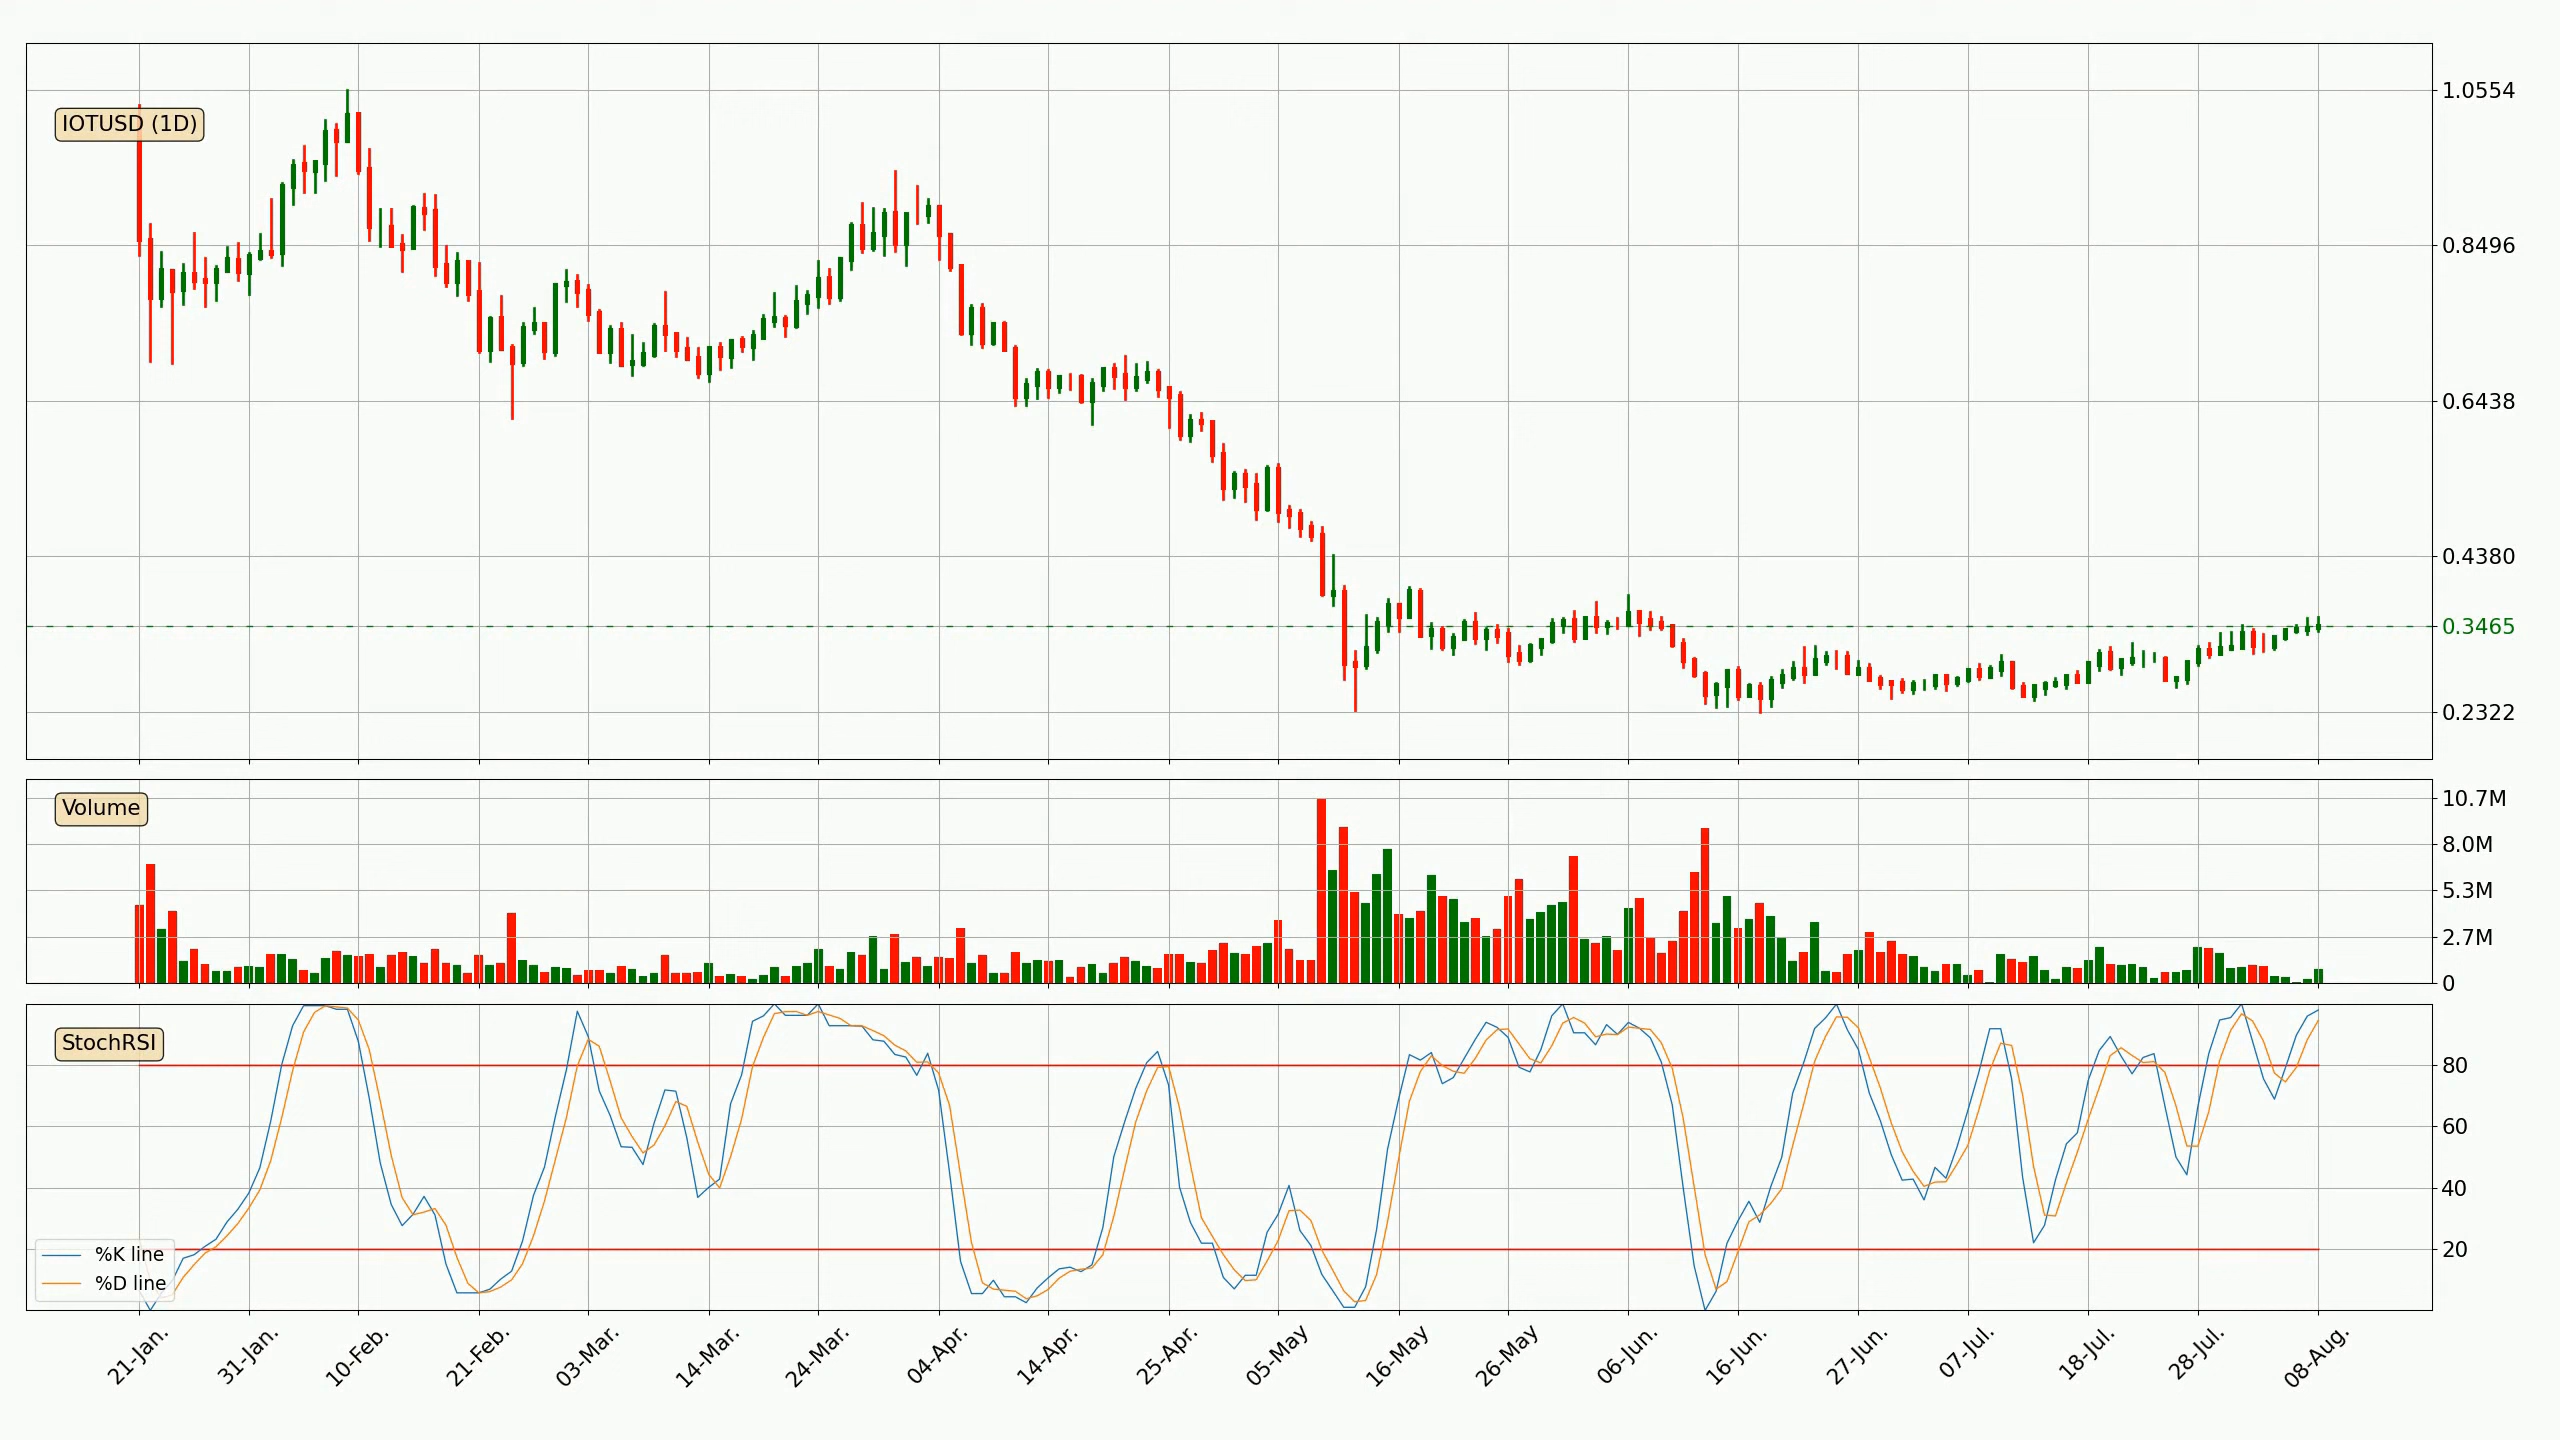 IOTUSD (1D)
1.0554
0.8496
0.6438
0.4380
0.3465
0.2322
Volume
10.7M
8.0M
5.3M
2.7M
0
StochRSI
80
60
40
20
%K line
%D line
21-Jan.
31-Jan.
10-Feb.
21-Feb.
03-Mar.
14-Mar.
24-Mar.
04-Apr.
14-Apr.
25-Apr.
05-May
16-May
26-May
06-Jun.
16-Jun.
27-Jun.
07-Jul.
18-Jul.
28-Jul.
08-Aug.